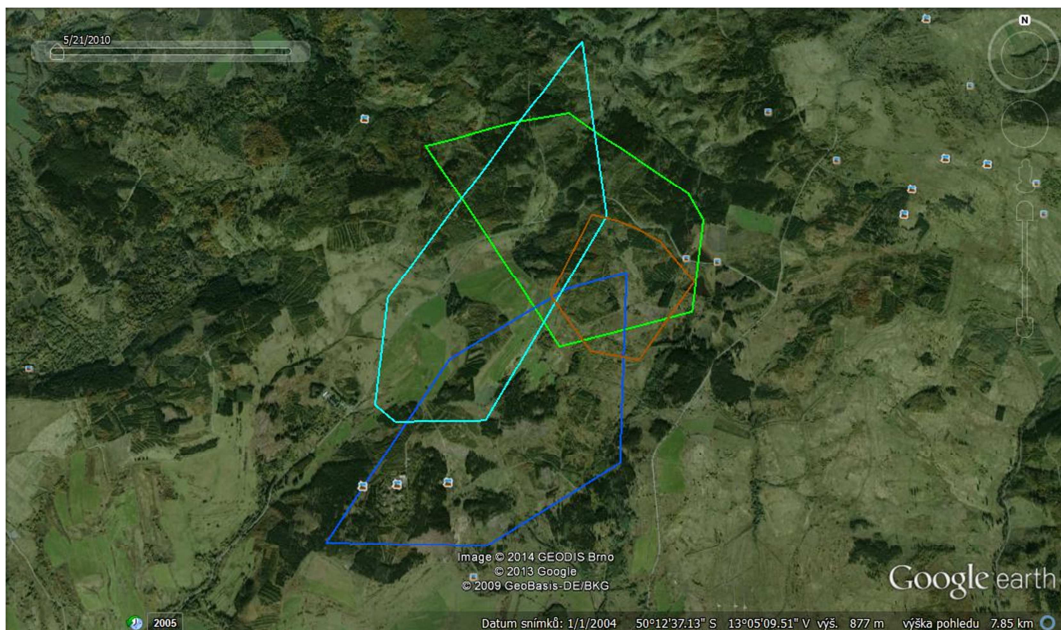 5/21/2010
N
Image © 2014 GEODIS Brno
© 2013 Google
© 2009 GeoBasis-DE/BKG
Google earth
2005
Datum snímků: 1/1/2004 50°12'37.13" S 13°05'09.51" V výš. 877 m výška pohledu 7.85 km